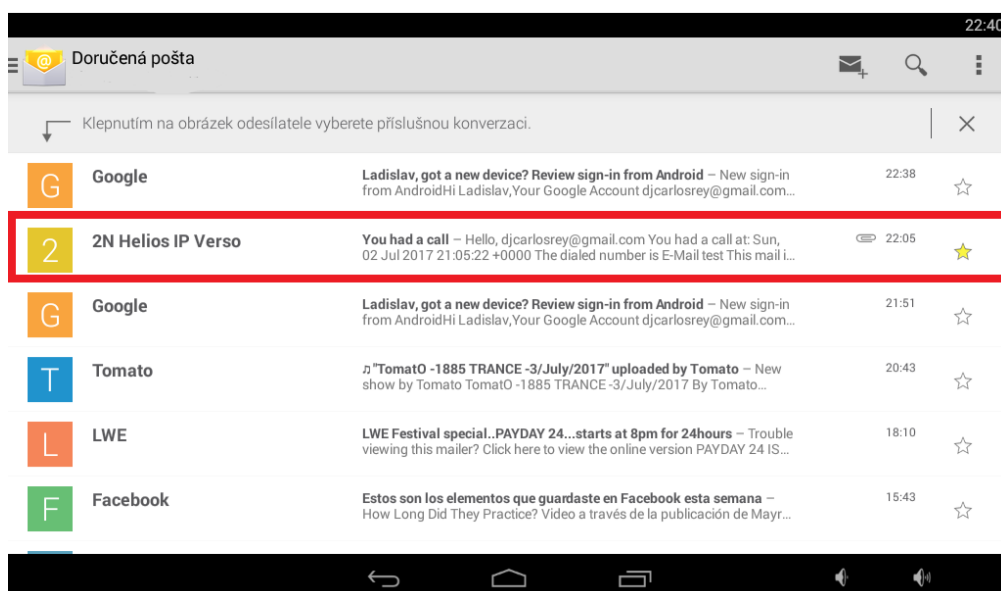 22:40
Doručená pošta
Klepnutím na obrázek odesílatele vyberete příslušnou konverzaci.
G Google Ladislav, got a new device? Review sign-in from Android – New sign-in 22:38
from AndroidHi Ladislav,Your Google Account djcarlosrey@gmail.com...
2 2N Helios IP Verso You had a call – Hello, djcarlosrey@gmail.com You had a call at: Sun, 22:05
02 Jul 2017 21:05:22 +0000 The dialed number is E-Mail test This mail i...
G Google Ladislav, got a new device? Review sign-in from Android – New sign-in 21:51
from AndroidHi Ladislav,Your Google Account djcarlosrey@gmail.com...
T Tomato ♫"TomatO -1885 TRANCE -3/July/2017" uploaded by Tomato – New 20:43
show by Tomato TomatO -1885 TRANCE -3/July/2017 By Tomato...
L LWE LWE Festival special..PAYDAY 24...starts at 8pm for 24hours – Trouble 18:10
viewing this mailer? Click here to view the online version PAYDAY 24 IS...
F Facebook Estos son los elementos que guardaste en Facebook esta semana – 15:43
How Long Did They Practice? Video a través de la publicación de Mayr...